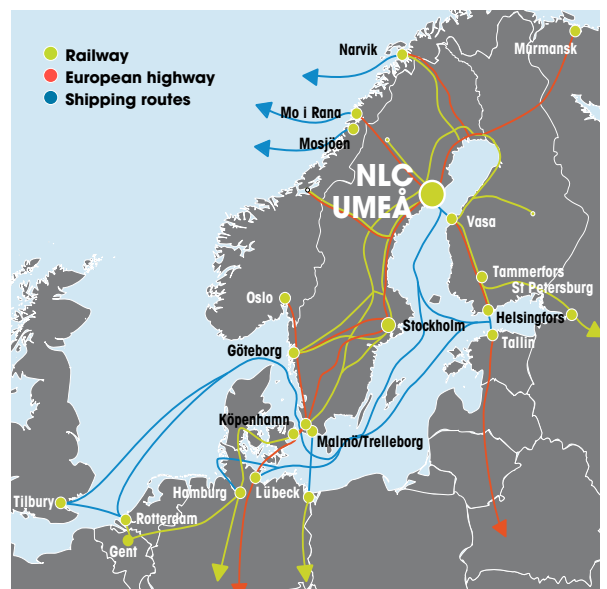 Narvik
Murmansk
Railway
European highway
Shipping routes
Mo i Rana
Mosjöen
NLC
UMEÅ
Vasa
Tammerfors
St Petersburg
Oslo
Helsingfors
Stockholm
Tallin
Göteborg
Köpenhamn
Malmö/Trelleborg
Hamburg
Lübeck
Tilbury
Rotterdam
Gent